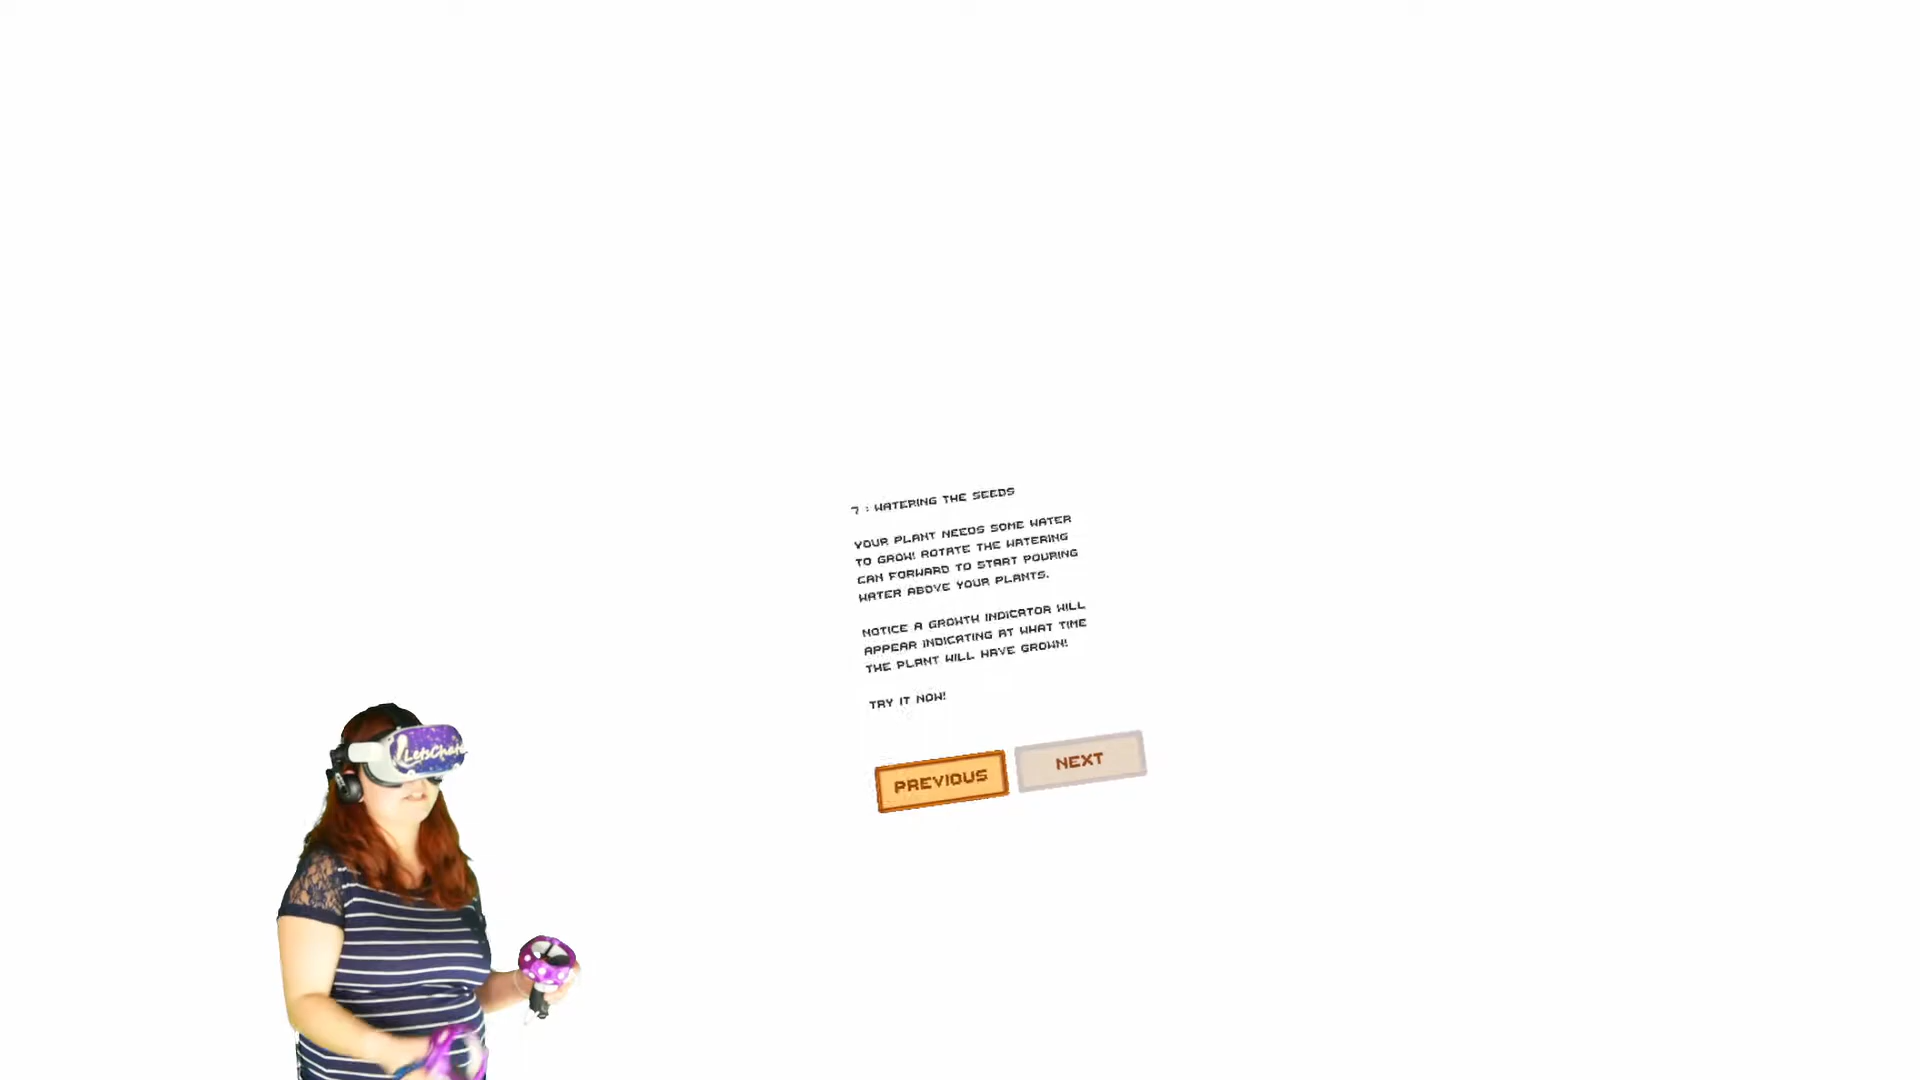 7 : WATERING THE SEEDS
YOUR PLANT NEEDS SOME WATER
TO GROW! ROTATE THE WATERING
CAN FORWARD TO START POURING
WATER ABOVE YOUR PLANTS.
NOTICE A GROWTH INDICATOR WILL
APPEAR INDICATING AT WHAT TIME
THE PLANT WILL HAVE GROWN!
TRY IT NOW!
PREVIOUS
NEXT